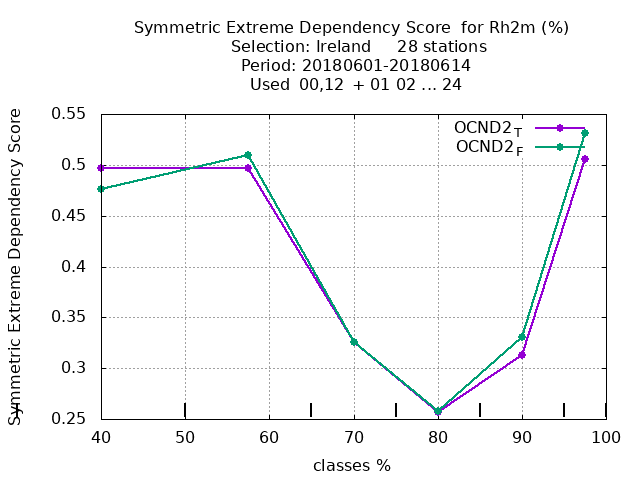 Symmetric Extreme Dependency Score for Rh2m (%)
Selection: Ireland 28 stations
Period: 20180601-20180614
Used 00,12 + 01 02 ... 24
Symmetric Extreme Dependency Score
0.55
0.5
0.45
0.4
0.35
0.3
0.25
OCND2T
OCND2F
40 50 60 70 80 90 100
classes %